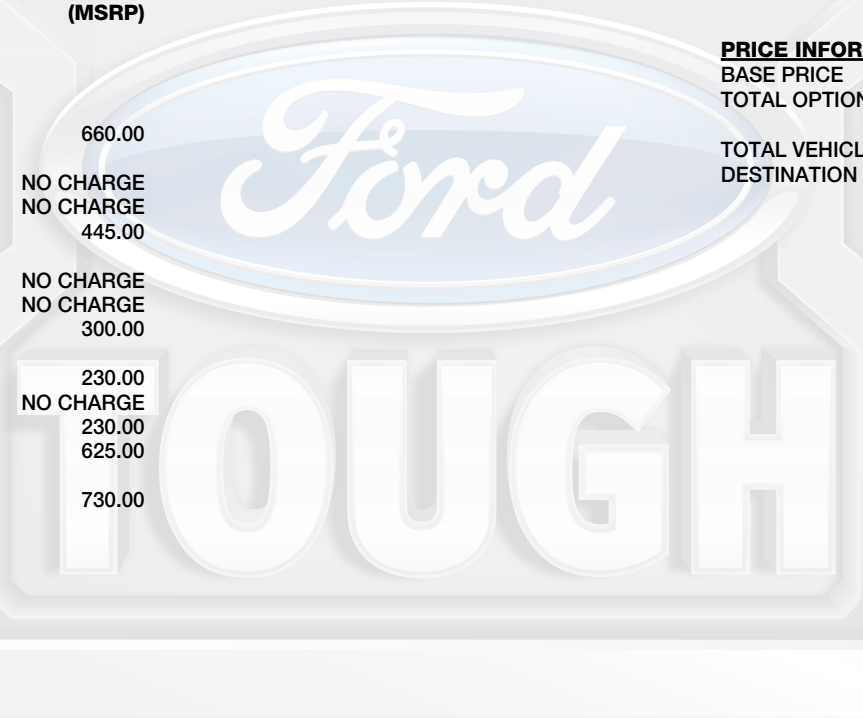 (MSRP)
660.00
NO CHARGE
NO CHARGE
445.00
NO CHARGE
NO CHARGE
300.00
230.00
NO CHARGE
230.00
625.00
730.00
PRICE INFOR
BASE PRICE
TOTAL OPTION
TOTAL VEHICL
DESTINATION
Ford
TOUGH